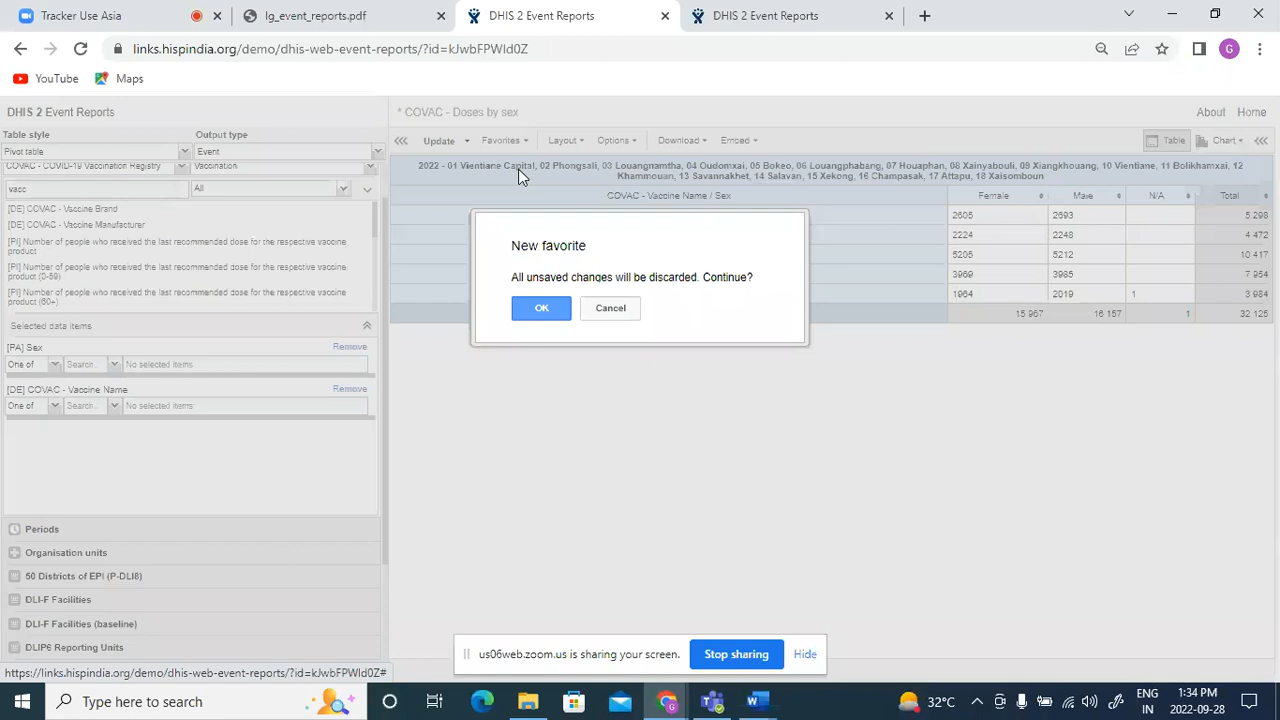 Tracker Use Asia
lg_event_reports.pdf
DHIS 2 Event Reports
DHIS 2 Event Reports
links.hispindia.org/demo/dhis-web-event-reports/?id=kJwbFPWId0Z
G
YouTube
Maps
DHIS 2 Event Reports
* COVAC - Doses by sex
About
Home
Table style
Output type
Pivot table
Event
Update
Favorites
Layout
Options
Download
Embed
Table
Chart
COVAC - COVID-19 Vaccination Registry
Vaccination
vacc
All
[DE] COVAC - Vaccine Brand
[DE] COVAC - Vaccine Manufacturer
[PI] Number of people who received the last recommended dose for the respective vaccine
product
[PI] Number of people who received the last recommended dose for the respective vaccine
product (0-59)
[PI] Number of people who received the last recommended dose for the respective vaccine
product (60+)
Selected data items
[PA] Sex
Remove
One of
Search..
No selected items
[DE] COVAC - Vaccine Name
Remove
One of
Search..
No selected items
Periods
Organisation units
50 Districts of EPI (P-DLI8)
DLI-F Facilities
DLI-F Facilities (baseline)
DLIP6 Reporting Units
2022 - 01 Vientiane Capital, 02 Phongsali, 03 Louangnamtha, 04 Oudomxai, 05 Bokeo, 06 Louangphabang, 07 Houaphan, 08 Xainyabouli, 09 Xiangkhouang, 10 Vientiane, 11 Bolikhamxai, 12
Khammouan, 13 Savannakhet, 14 Salavan, 15 Xekong, 16 Champasak, 17 Attapu, 18 Xaisomboun
COVAC - Vaccine Name / Sex
Female
Male
N/A
Total
2605
2693
5 298
2224
2248
4 472
5205
5212
10 417
3969
3985
7 954
1964
2019
1
3 984
15 967
16 157
1
32 125
New favorite
All unsaved changes will be discarded. Continue?
OK
Cancel
us06web.zoom.us is sharing your screen.
Stop sharing
Hide
https://links.hispindia.org/demo/dhis-web-event-reports/?id=kJwbFPWId0Z#
Type here to search
32°C
ENG
IN
1:34 PM
2022-09-28